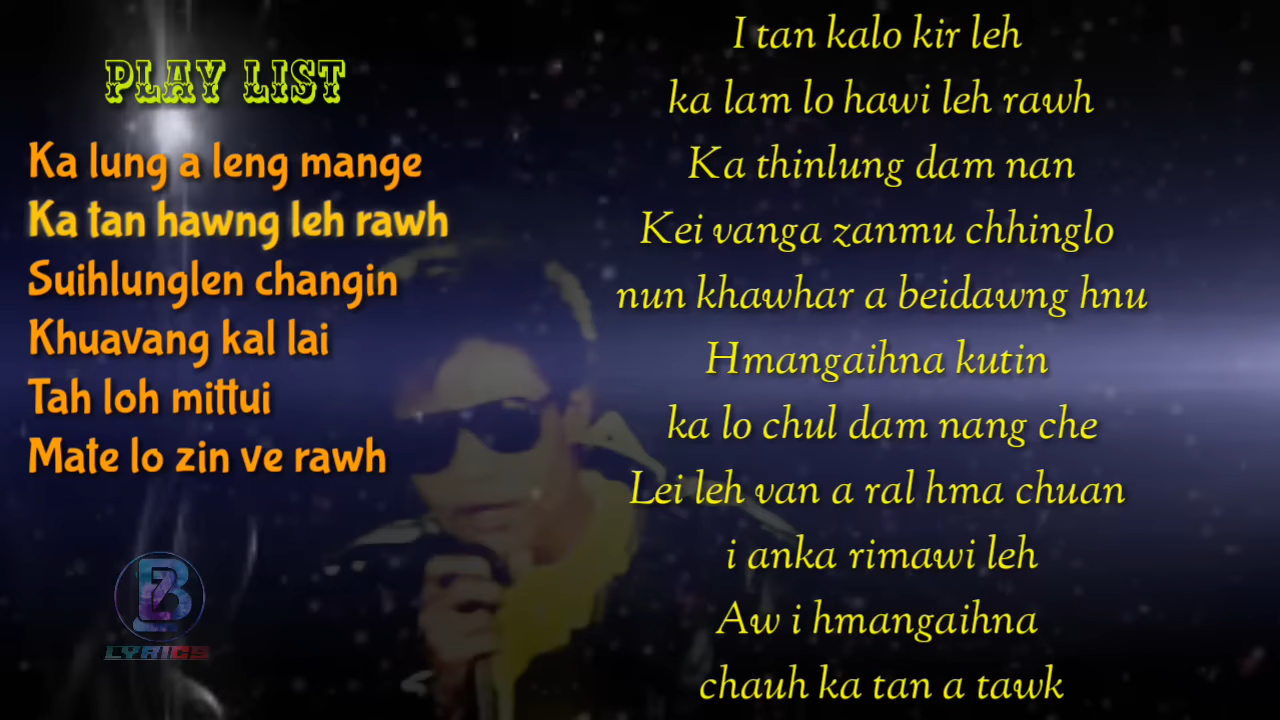 PLAY LIST
Ka lung a leng mange
Ka tan hawng leh rawh
Suihlunglen changin
Khuavang kal lai
Tah loh mittui
Mate lo zin ve rawh
BZ
LYRICS
I tan kalo kir leh
ka lam lo hawi leh rawh
Ka thinlung dam nan
Kei vanga zanmu chhinglo
nun khawhar a beidawng hnu
Hmangaihna kutin
ka lo chul dam nang che
Lei leh van a ral hma chuan
i anka rimawi leh
Aw i hmangaihna
chauh ka tan a tawk